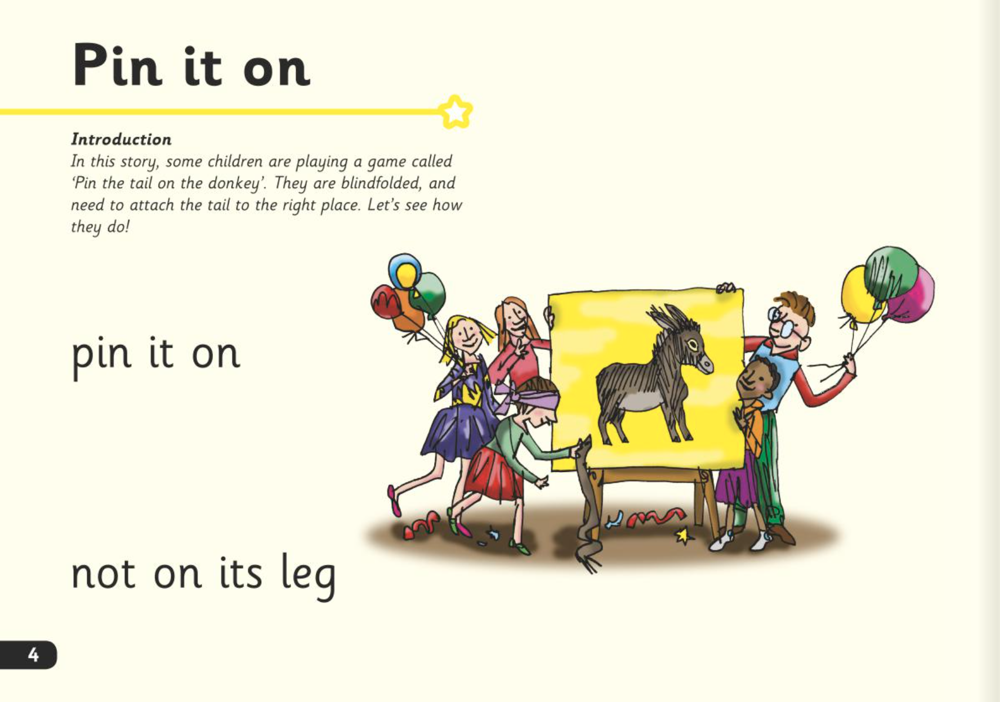 Pin it on
Introduction
In this story, some children are playing a game called
‘Pin the tail on the donkey’. They are blindfolded, and
need to attach the tail to the right place. Let’s see how
they do!
pin it on
not on its leg
4